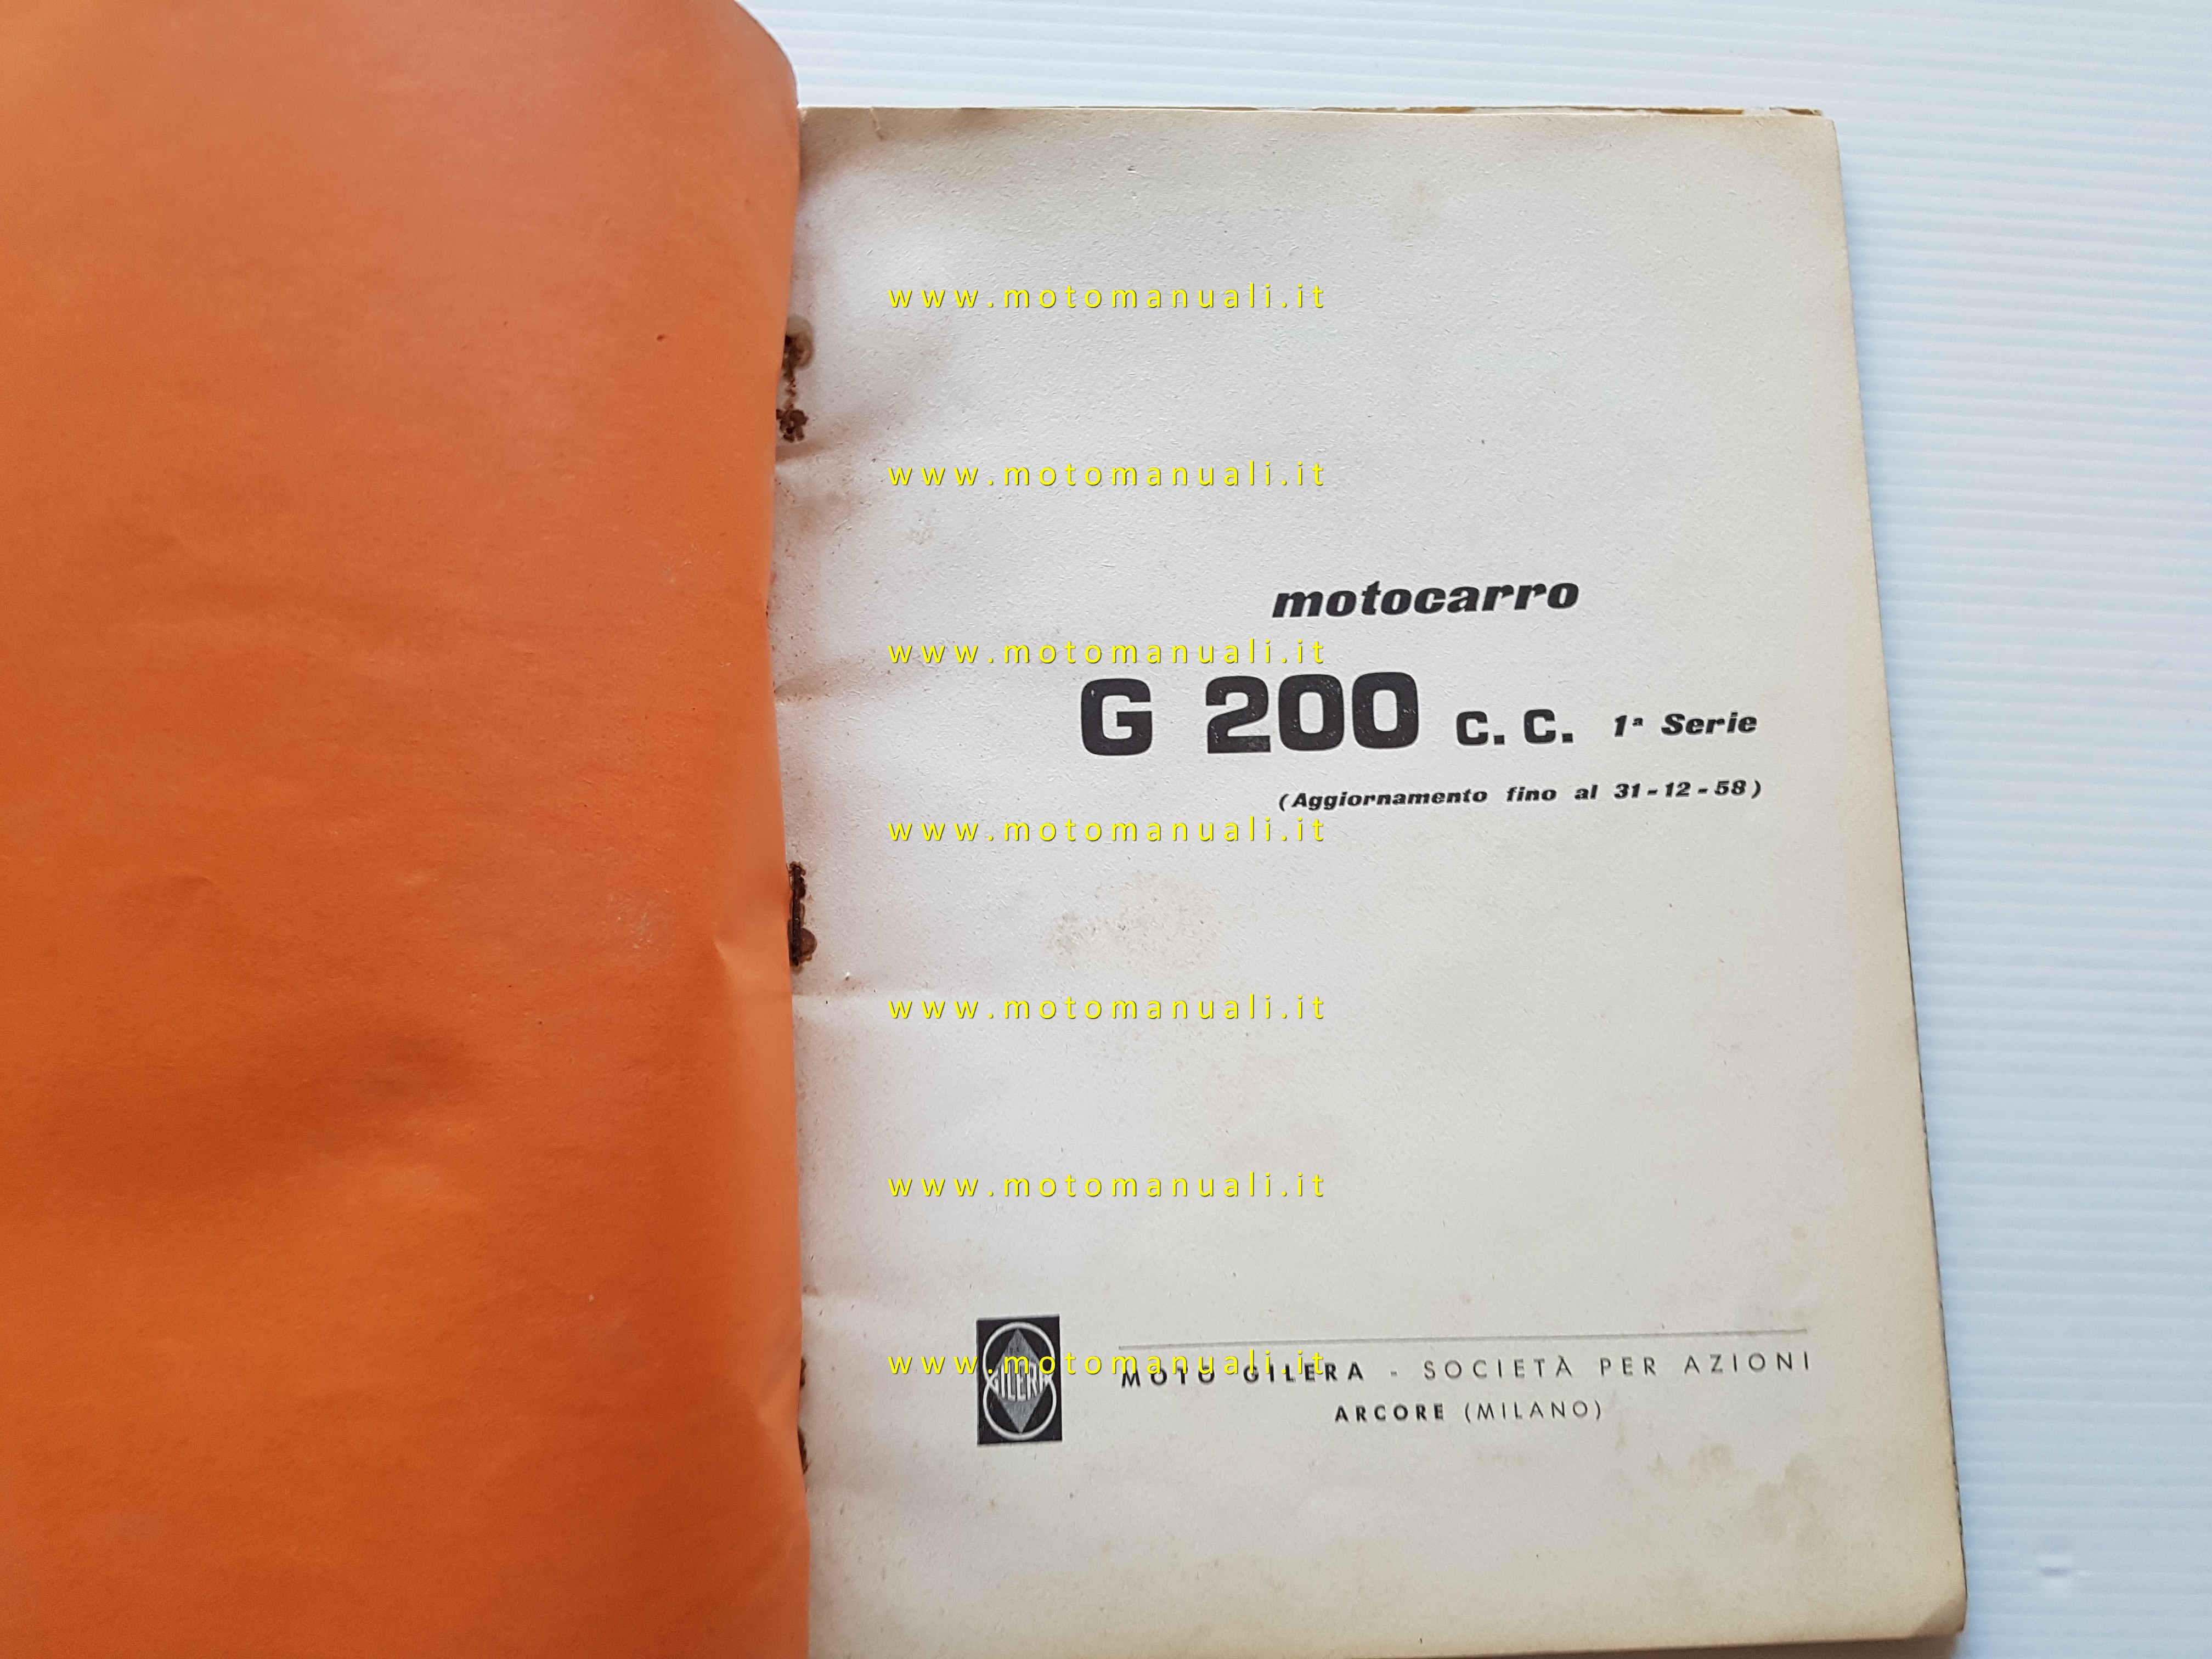 www.motomanuali.it
www.motomanuali.it
motocarro
www.motomanuali.it
G 200 c.c. 1ª Serie
(Aggiornamento fino al 31-12-58)
www.motomanuali.it
www.motomanuali.it
www.motomanuali.it
www.motomanuali.it
GILERA
MOTO GILERA - SOCIETÀ PER AZIONI
ARCORE (MILANO)